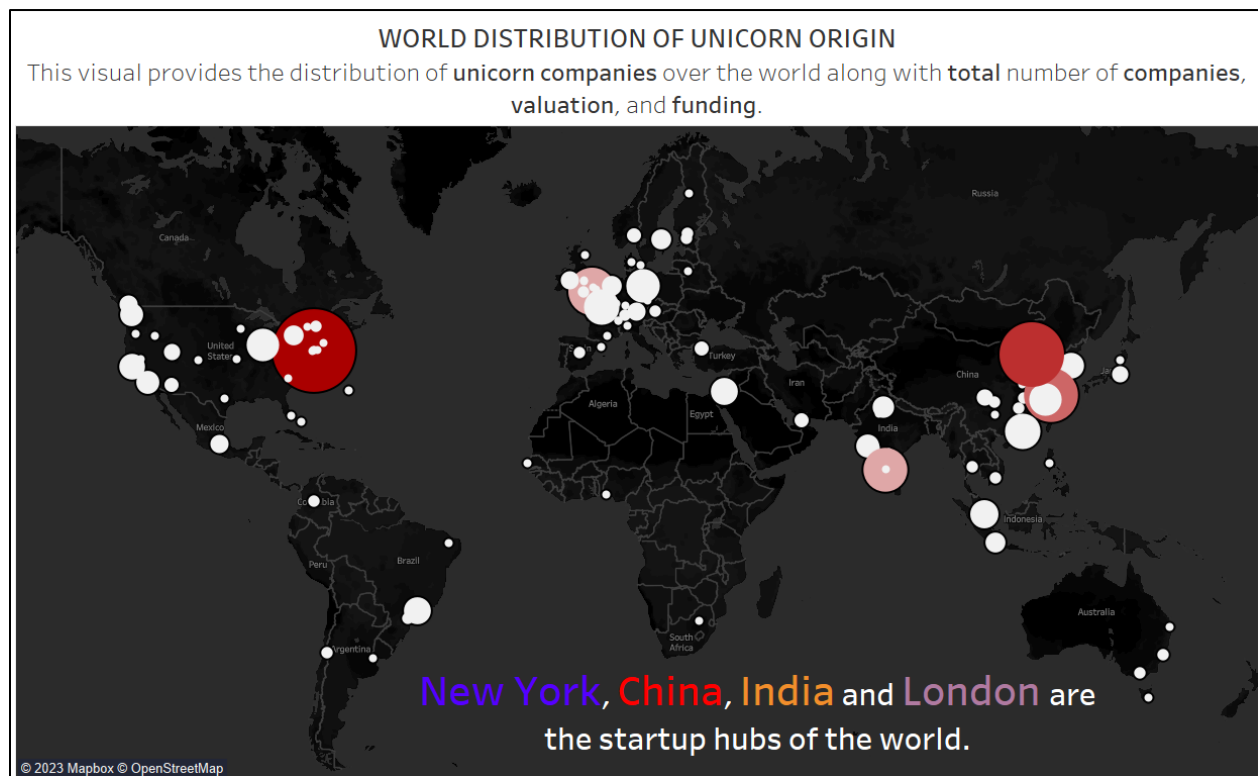 WORLD DISTRIBUTION OF UNICORN ORIGIN
This visual provides the distribution of unicorn companies over the world along with total number of companies,
valuation, and funding.
Russia
Canada
United
States
Turkey
China
Iran
Algeria
Egypt
Mexico
India
Indonesia
Brazil
Peru
Australia
South
Africa
Argentina
New York, China, India and London are
the startup hubs of the world.
© 2023 Mapbox © OpenStreetMap